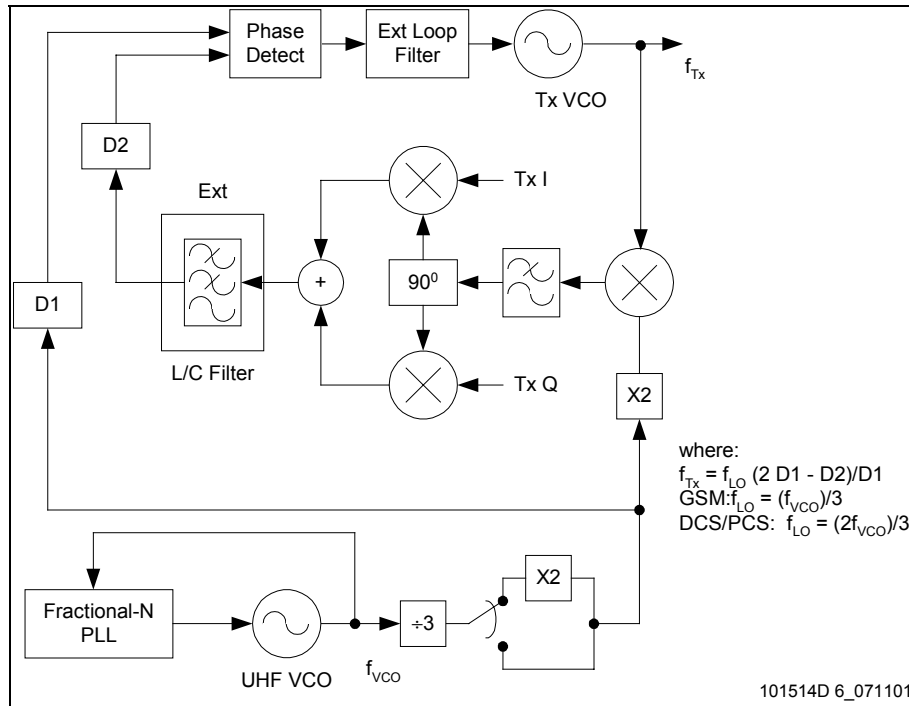 Phase
Detect
Ext Loop
Filter
f_Tx
Tx VCO
D2
Ext
Tx I
+
90⁰
D1
L/C Filter
Tx Q
X2
where:
f_Tx = f_LO (2 D1 - D2)/D1
GSM:f_LO = (f_VCO)/3
DCS/PCS: f_LO = (2f_VCO)/3
X2
Fractional-N
PLL
÷3
UHF VCO
f_VCO
101514D 6_071101